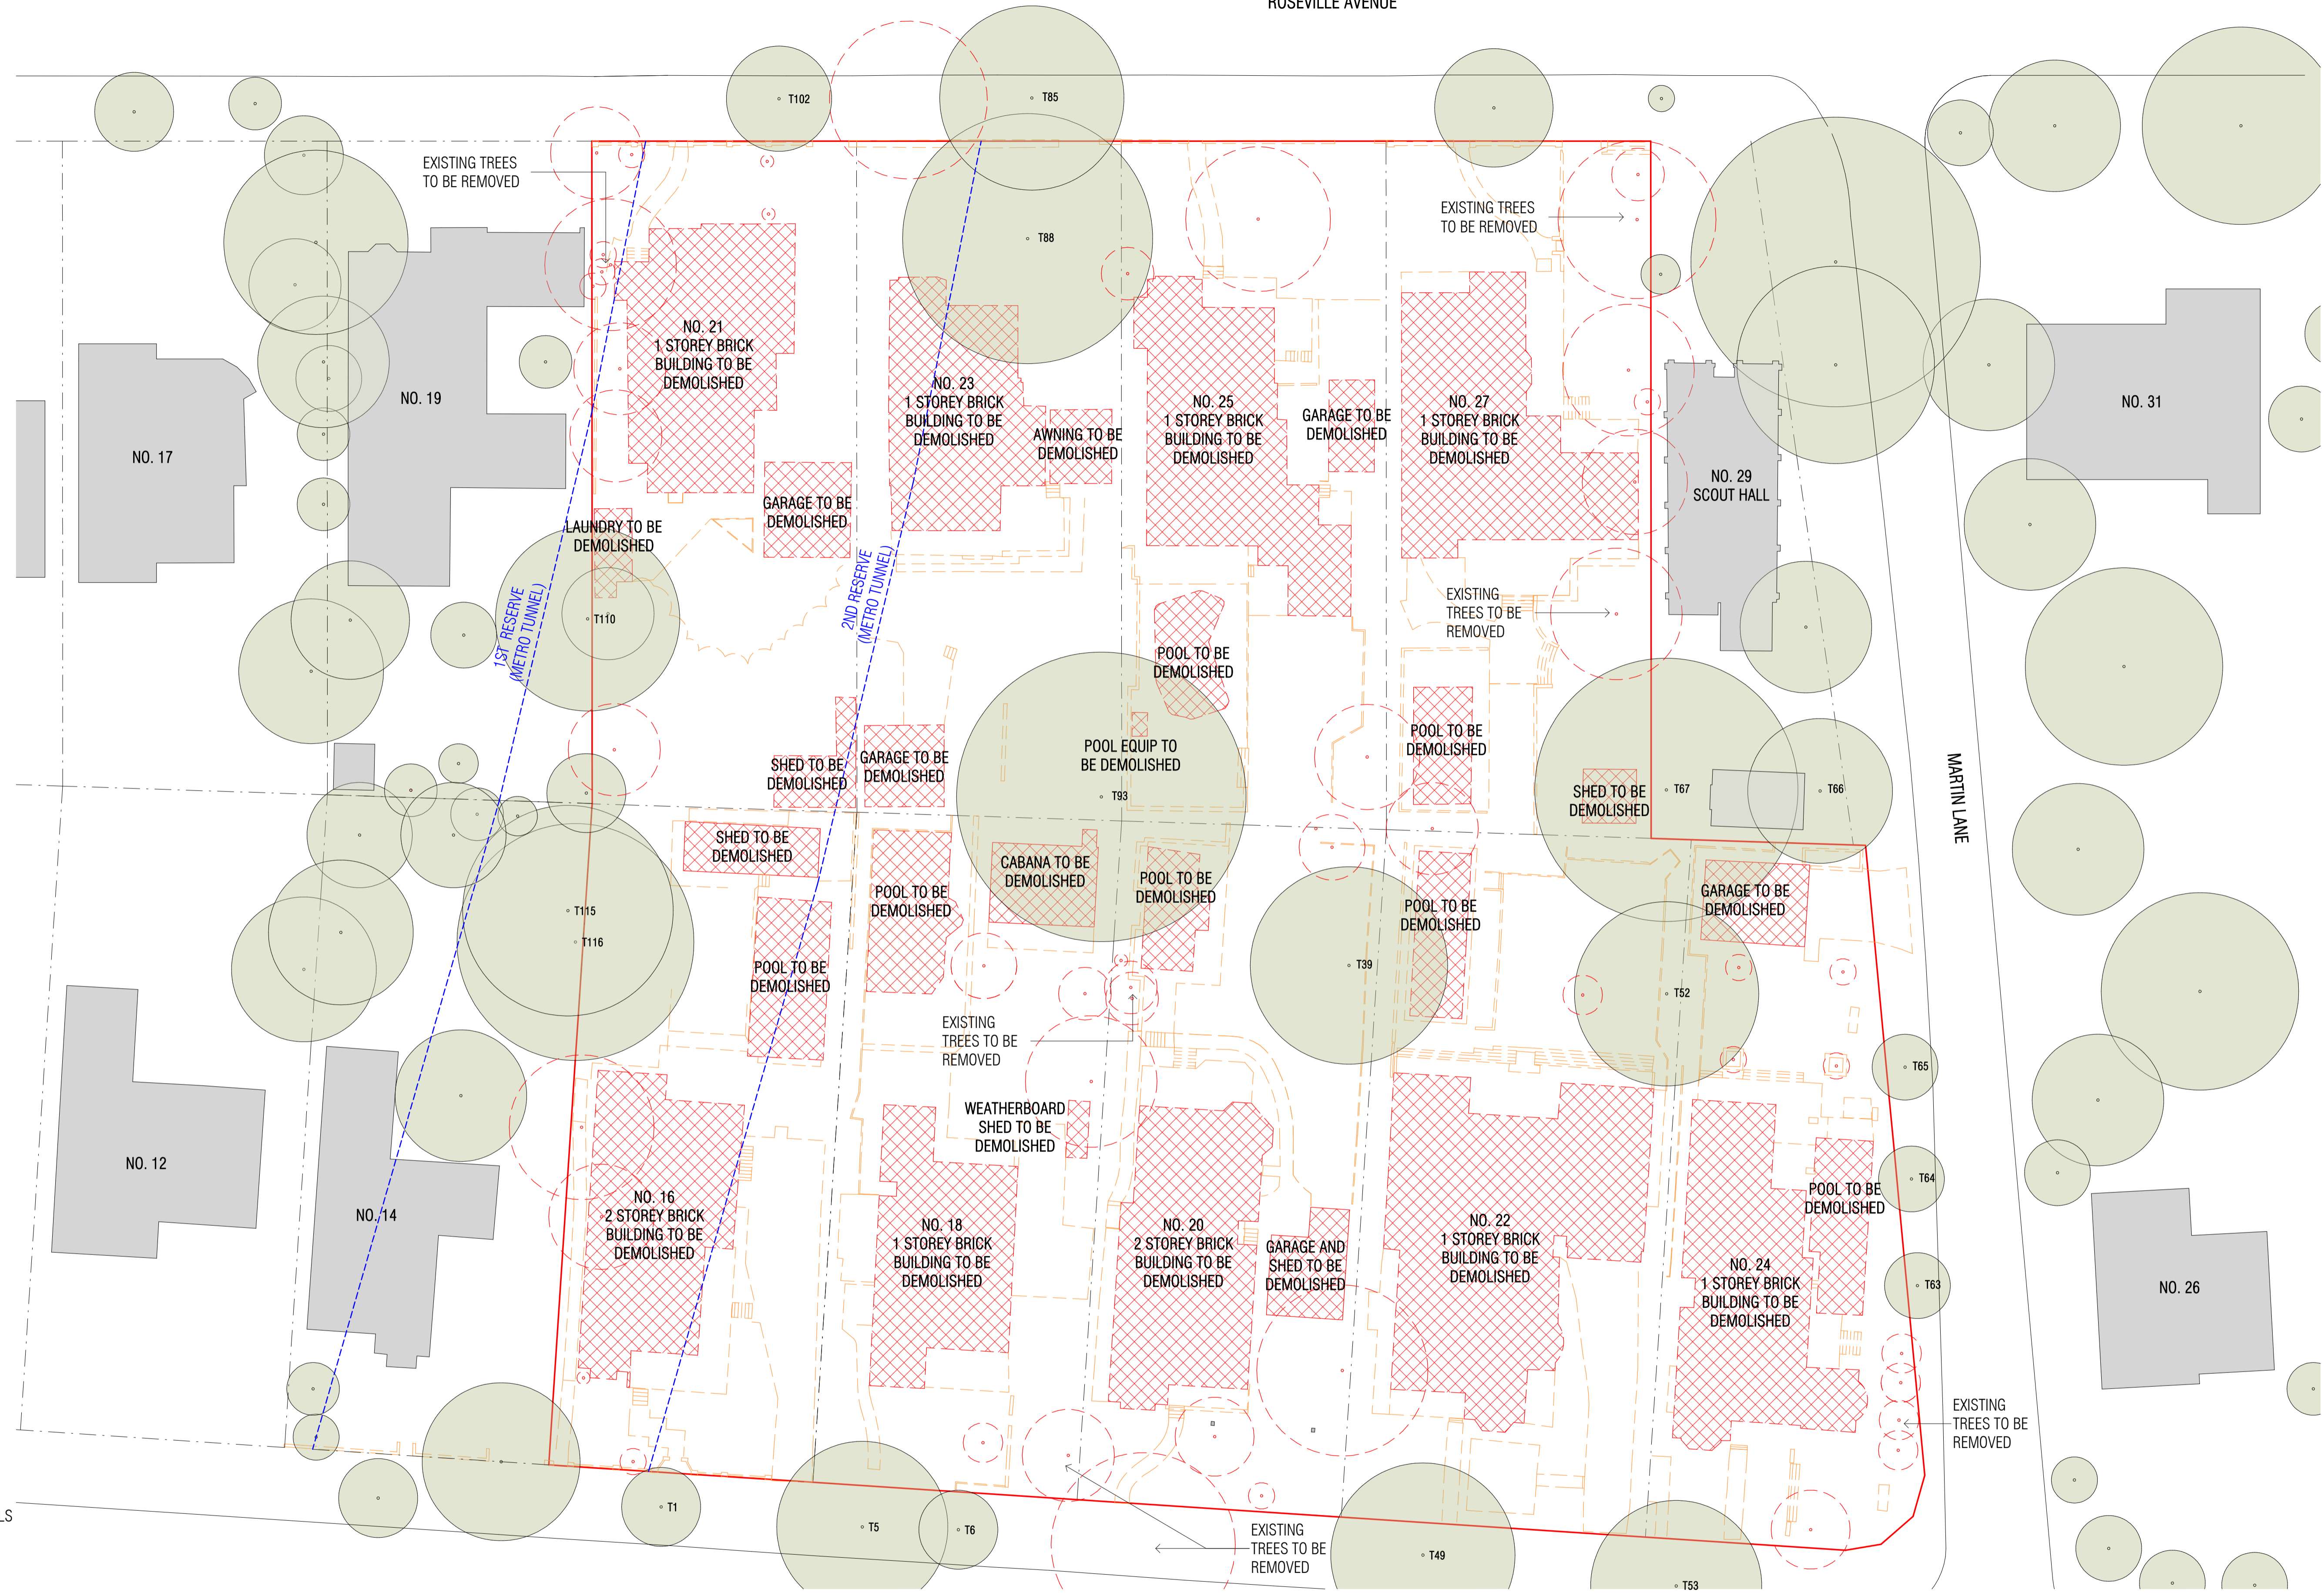 ROSEVILLE AVENUE
T102
T85
T88
EXISTING TREES
TO BE REMOVED
EXISTING TREES
TO BE REMOVED
NO. 21
1 STOREY BRICK
BUILDING TO BE
DEMOLISHED
NO. 23
1 STOREY BRICK
BUILDING TO BE
DEMOLISHED
AWNING TO BE
DEMOLISHED
NO. 25
1 STOREY BRICK
BUILDING TO BE
DEMOLISHED
GARAGE TO BE
DEMOLISHED
NO. 27
1 STOREY BRICK
BUILDING TO BE
DEMOLISHED
NO. 19
NO. 17
NO. 31
NO. 29
SCOUT HALL
GARAGE TO BE
DEMOLISHED
LAUNDRY TO BE
DEMOLISHED
1ST RESERVE
(METRO TUNNEL)
2ND RESERVE
(METRO TUNNEL)
T110
EXISTING
TREES TO BE
REMOVED
POOL TO BE
DEMOLISHED
POOL TO BE
DEMOLISHED
POOL EQUIP TO
BE DEMOLISHED
SHED TO BE
DEMOLISHED
GARAGE TO BE
DEMOLISHED
T93
SHED TO BE
DEMOLISHED
T67
T66
MARTIN LANE
SHED TO BE
DEMOLISHED
CABANA TO BE
DEMOLISHED
POOL TO BE
DEMOLISHED
POOL TO BE
DEMOLISHED
POOL TO BE
DEMOLISHED
GARAGE TO BE
DEMOLISHED
T115
T116
POOL TO BE
DEMOLISHED
T39
T52
EXISTING
TREES TO BE
REMOVED
T65
WEATHERBOARD
SHED TO BE
DEMOLISHED
NO. 12
NO. 14
NO. 16
2 STOREY BRICK
BUILDING TO BE
DEMOLISHED
NO. 18
1 STOREY BRICK
BUILDING TO BE
DEMOLISHED
NO. 20
2 STOREY BRICK
BUILDING TO BE
DEMOLISHED
GARAGE AND
SHED TO BE
DEMOLISHED
NO. 22
1 STOREY BRICK
BUILDING TO BE
DEMOLISHED
POOL TO BE
DEMOLISHED
T64
NO. 24
1 STOREY BRICK
BUILDING TO BE
DEMOLISHED
T63
NO. 26
EXISTING
TREES TO BE
REMOVED
LS
T1
T5
T6
EXISTING
TREES TO BE
REMOVED
T49
T53